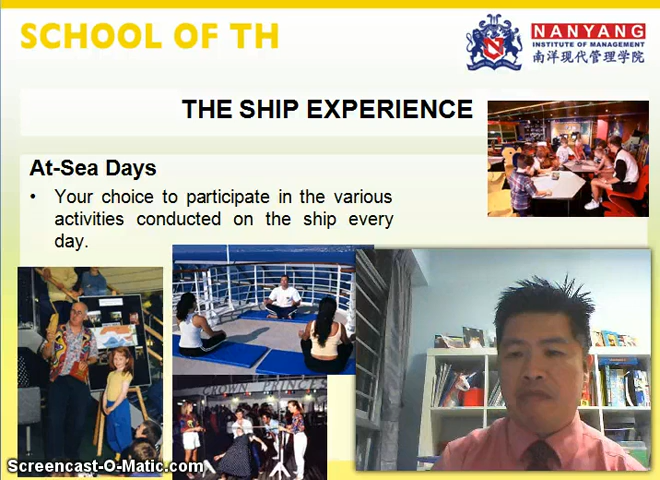 SCHOOL OF TH
NANYANG
INSTITUTE OF MANAGEMENT
南洋现代管理学院
THE SHIP EXPERIENCE
At-Sea Days
• Your choice to participate in the various
activities conducted on the ship every
day.
CROWN PRINCESS
Screencast-O-Matic.com